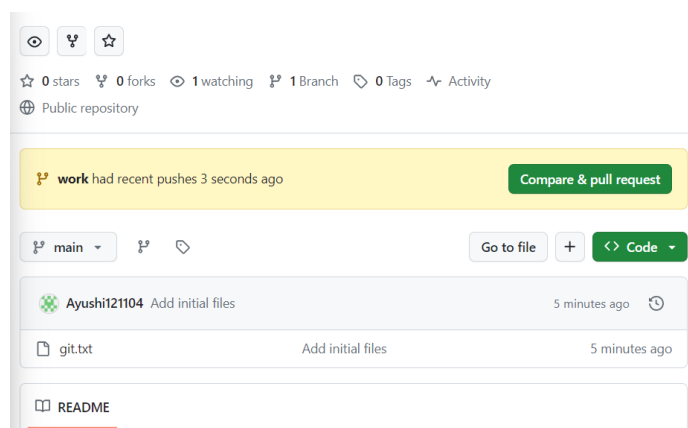 0 stars 0 forks 1 watching 1 Branch 0 Tags Activity
Public repository
work had recent pushes 3 seconds ago Compare & pull request
main Go to file Code
Ayushi121104 Add initial files 5 minutes ago
git.txt Add initial files 5 minutes ago
README